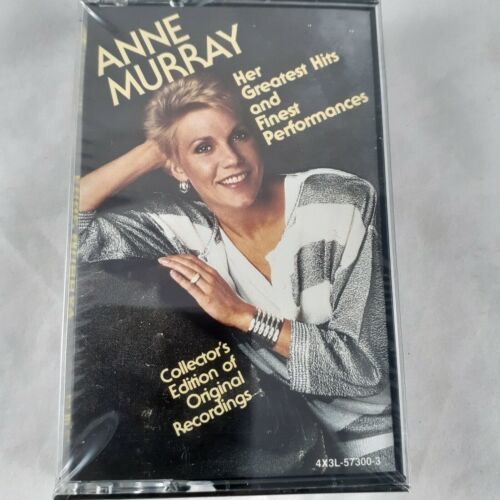 ANNE
MURRAY
Her
Greatest Hits
and
Finest
Performances
Collector's
Edition of
Original
Recordings
4X3L-57300-3